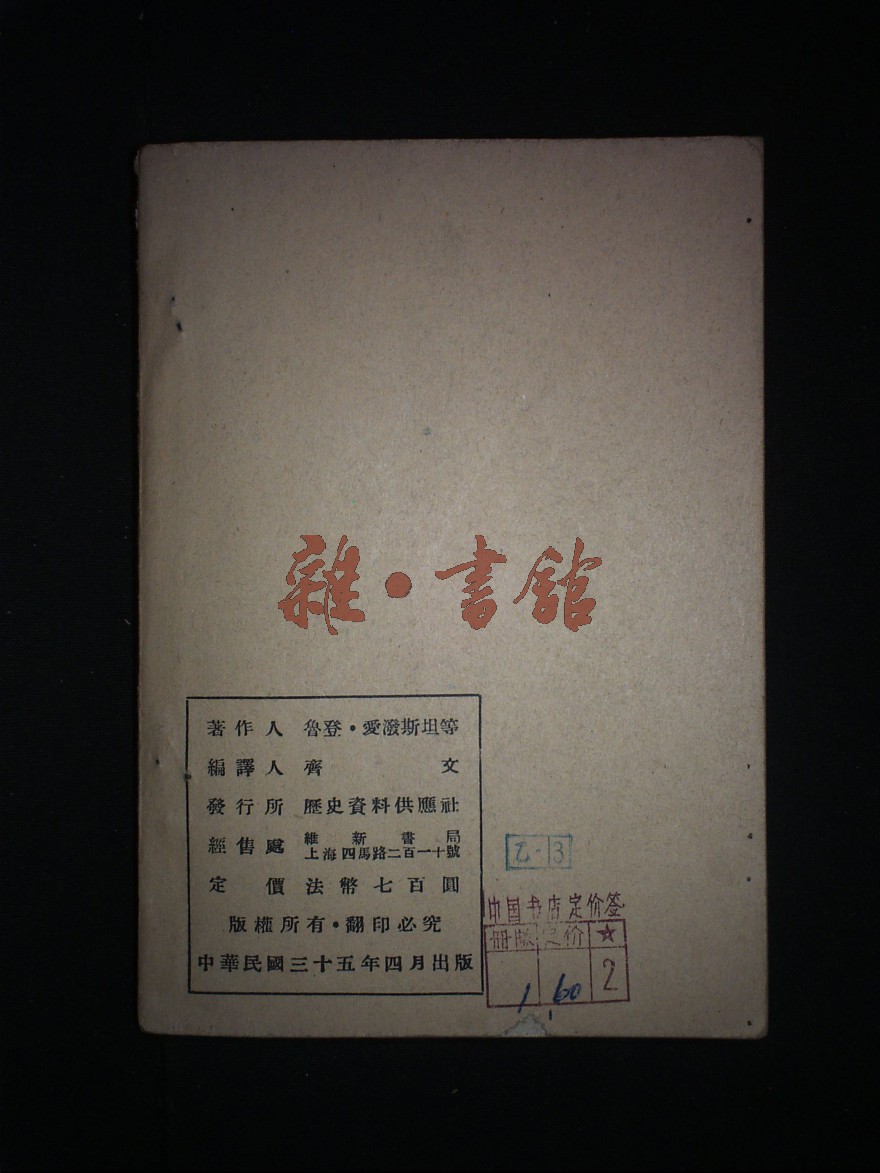 雜·書舘
著作人 魯登·愛潑斯坦等
編譯人 齊文
發行所 歷史資料供應社
經售處 維新書局
上海四馬路二百一十號
定價法幣七百圓
版權所有·翻印必究
中華民國三十五年四月出版
乙·13
中国书店定价签
册 定价 ★
1 60 2